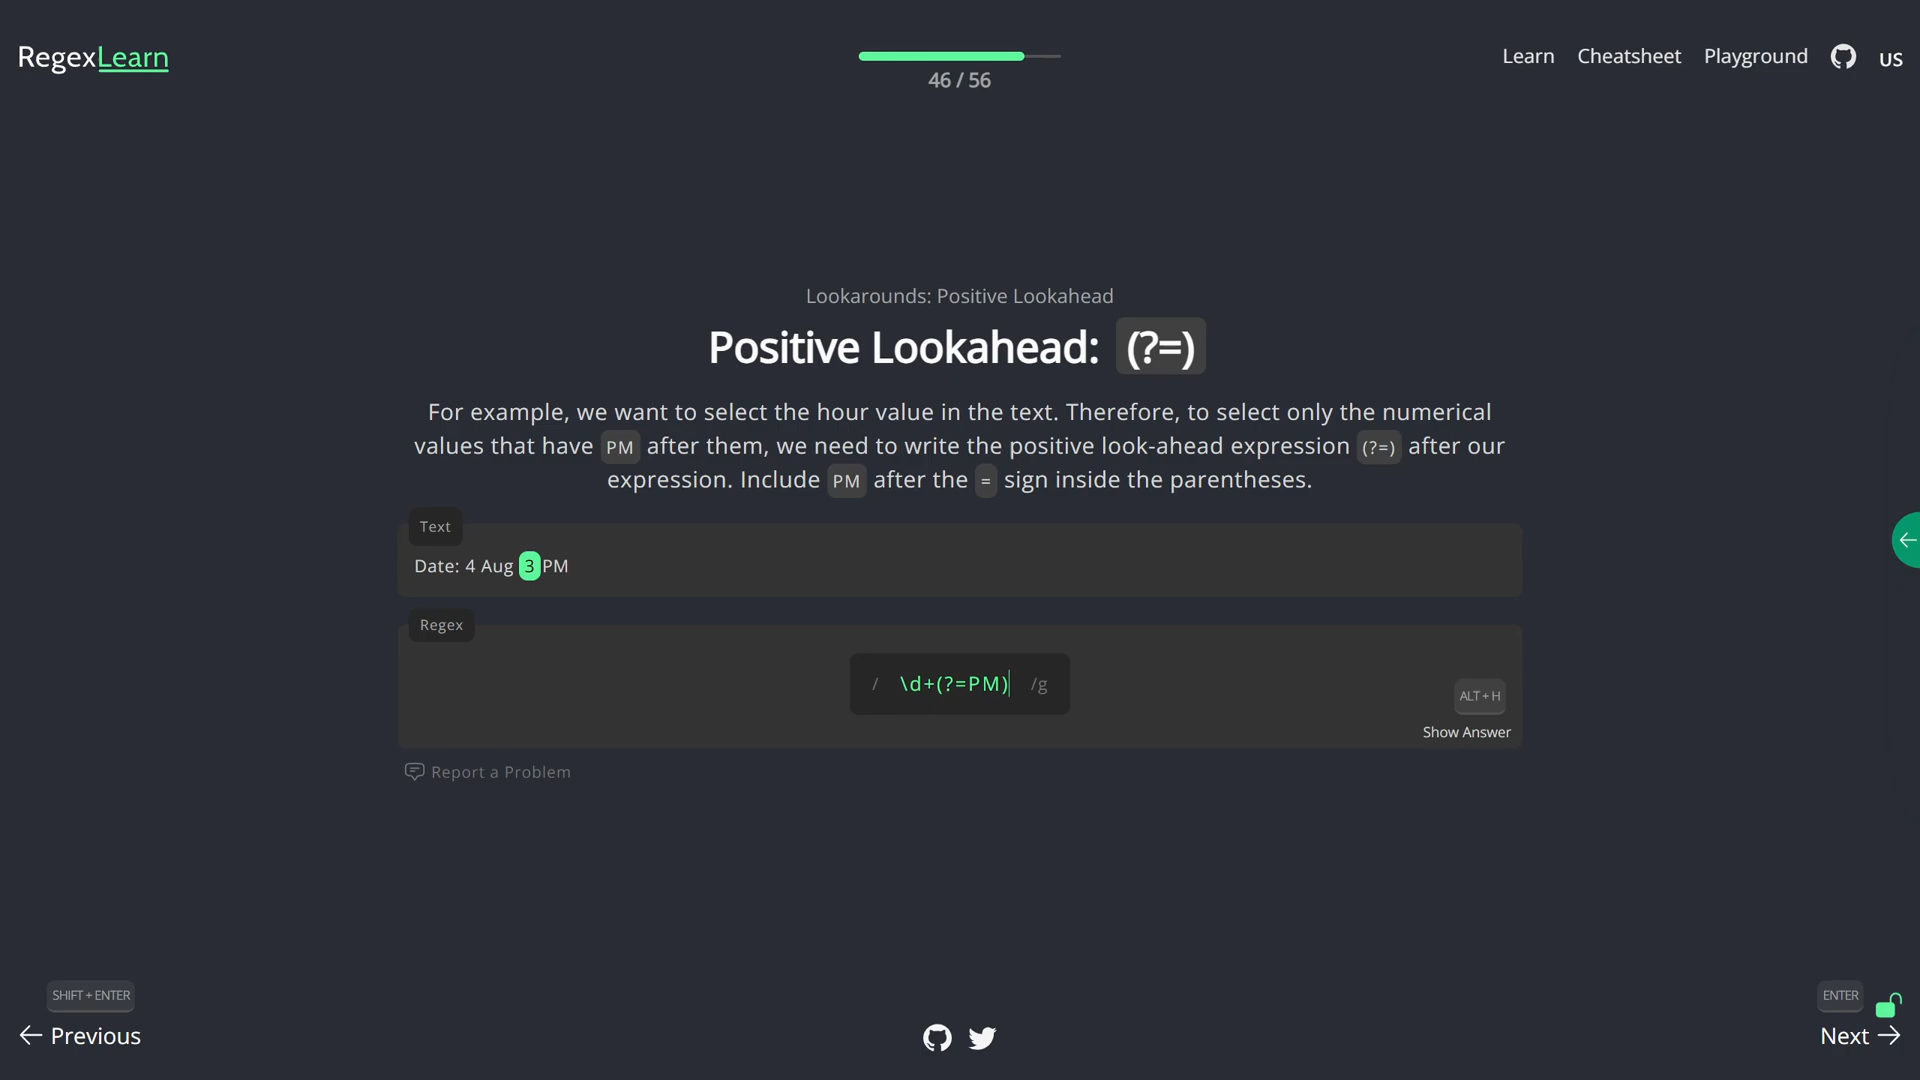 RegexLearn
46 / 56
Learn Cheatsheet Playground US
Lookarounds: Positive Lookahead
Positive Lookahead: (?=)
For example, we want to select the hour value in the text. Therefore, to select only the numerical
values that have PM after them, we need to write the positive look-ahead expression (?=) after our
expression. Include PM after the = sign inside the parentheses.
Text
Date: 4 Aug 3PM
Regex
/ \d+(?=PM) /g
ALT + H
Show Answer
Report a Problem
SHIFT + ENTER
Previous
ENTER
Next